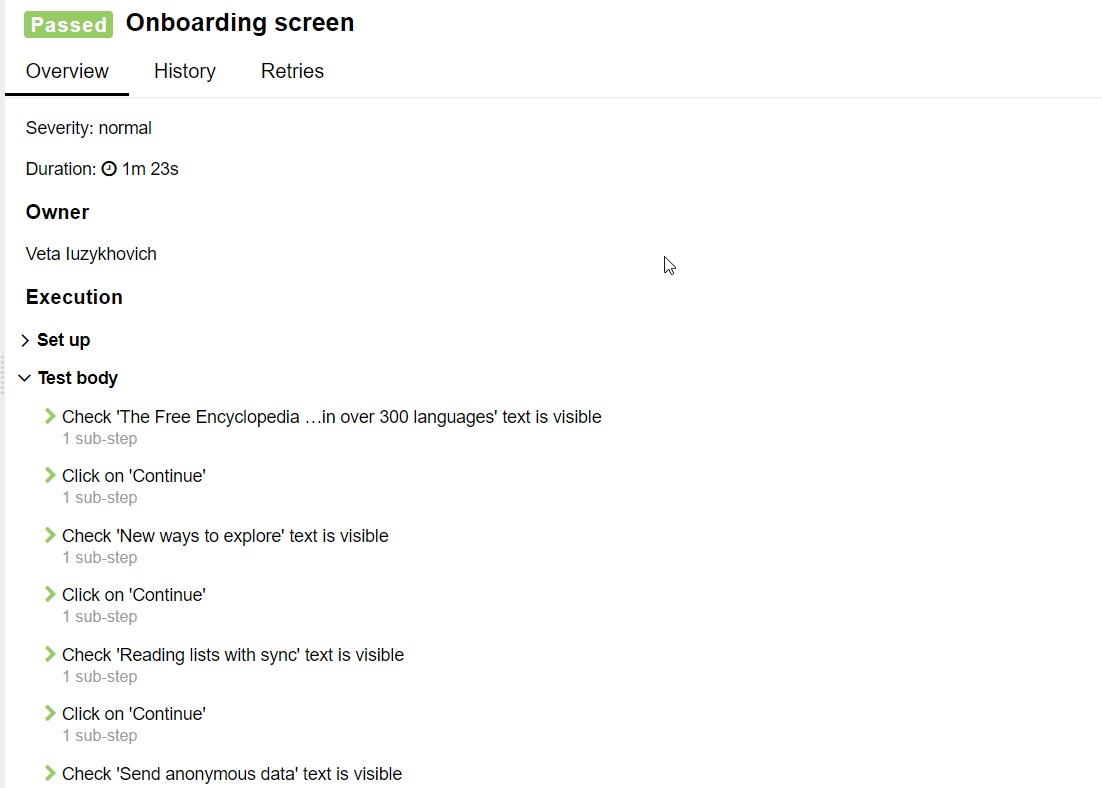 Passed Onboarding screen
Overview History Retries
Severity: normal
Duration: 1m 23s
Owner
Veta Iuzykhovich
Execution
Set up
Test body
Check 'The Free Encyclopedia …in over 300 languages' text is visible
1 sub-step
Click on 'Continue'
1 sub-step
Check 'New ways to explore' text is visible
1 sub-step
Click on 'Continue'
1 sub-step
Check 'Reading lists with sync' text is visible
1 sub-step
Click on 'Continue'
1 sub-step
Check 'Send anonymous data' text is visible